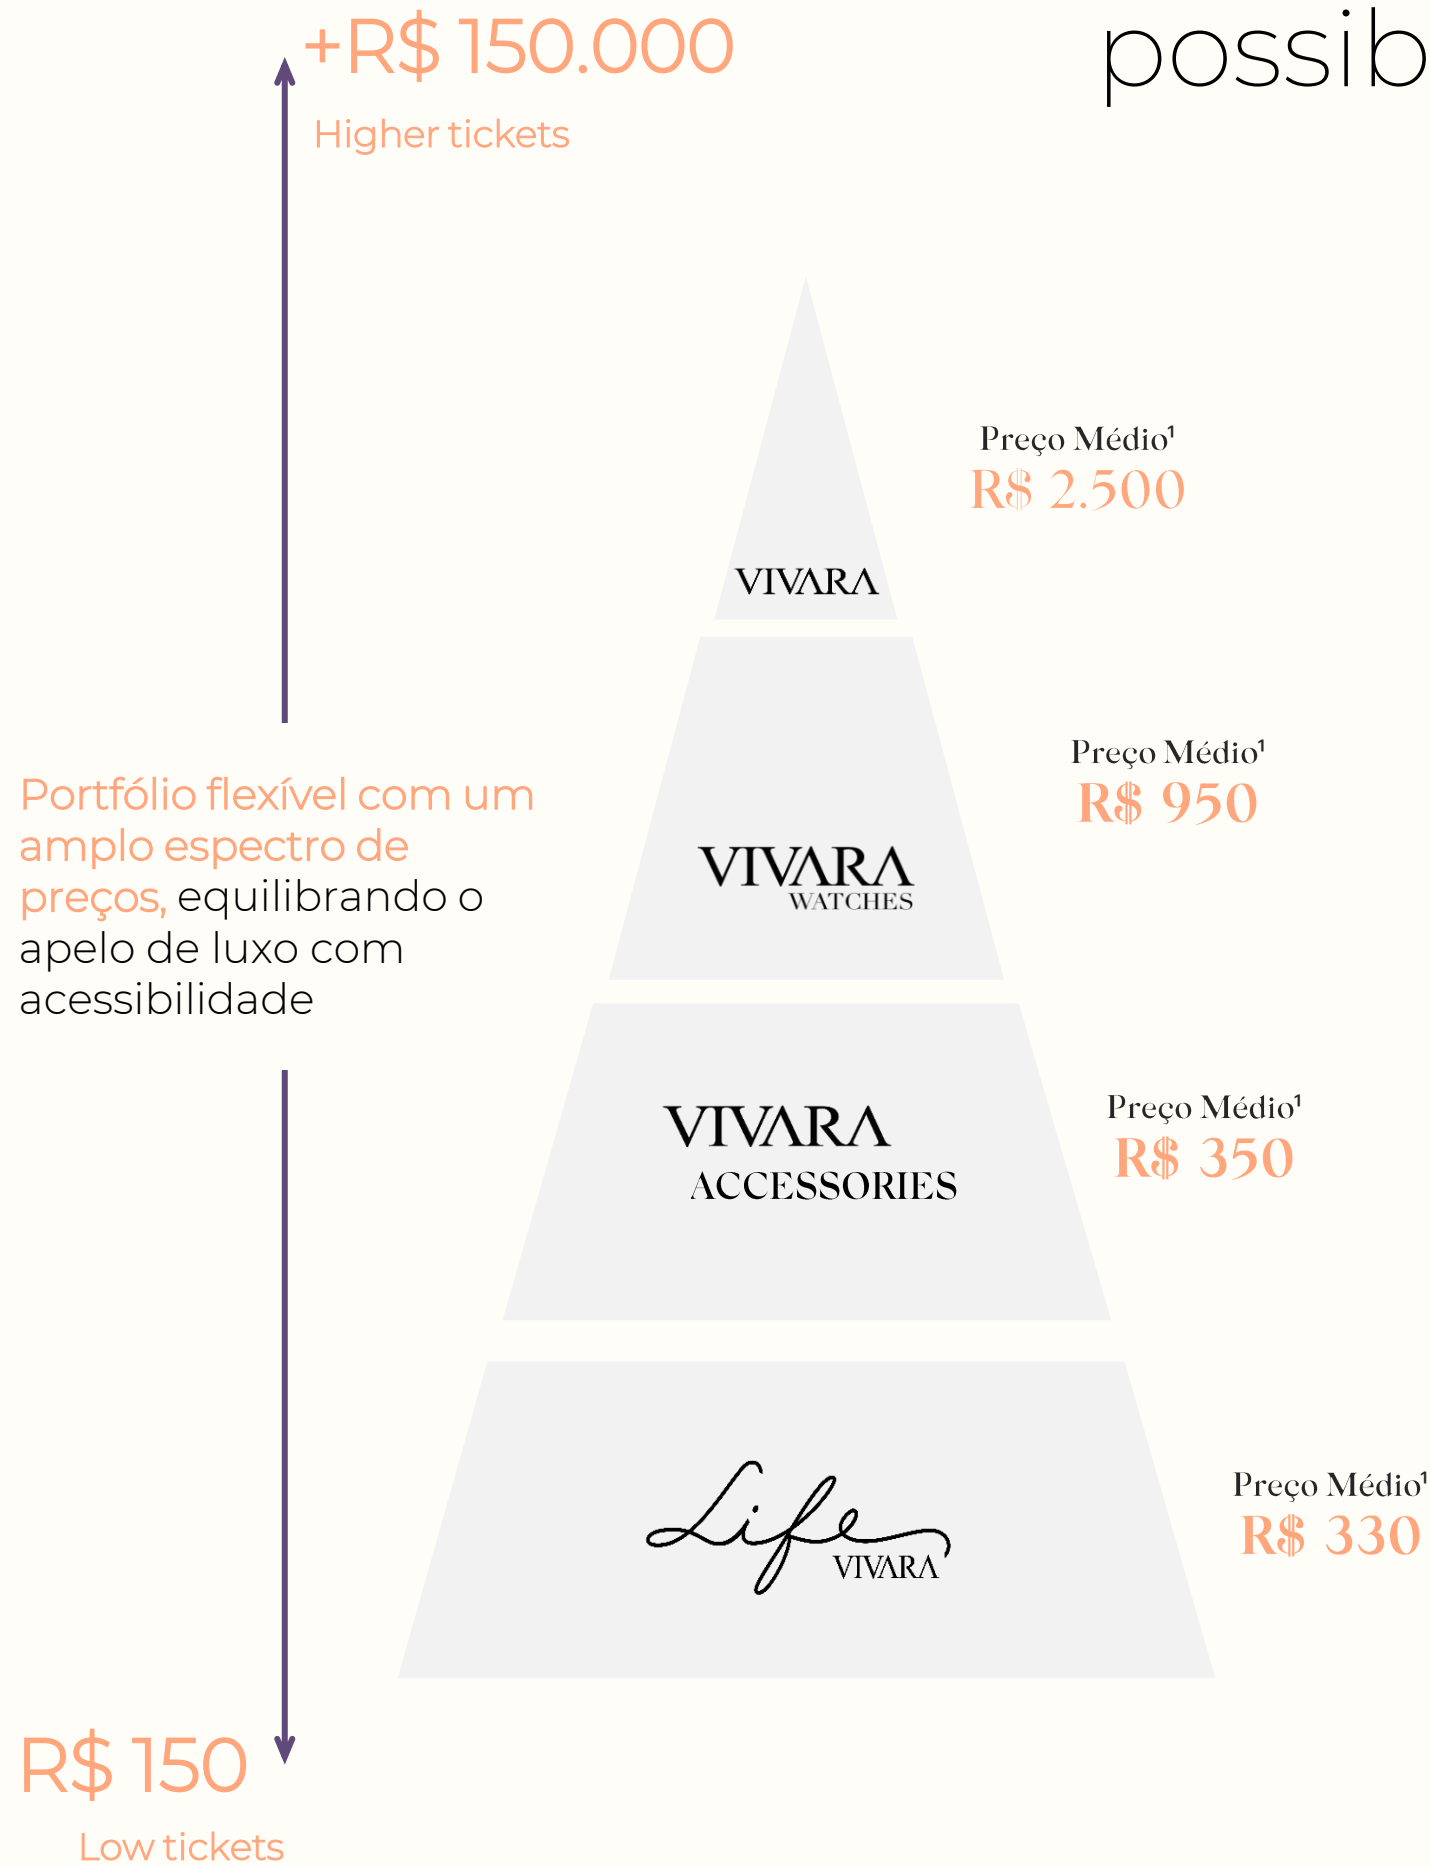 +R$ 150.000
possib
Higher tickets
Preço Médio¹
R$ 2.500
VIVARA
Preço Médio¹
R$ 950
Portfólio flexível com um
amplo espectro de
preços, equilibrando o
apelo de luxo com
acessibilidade
VIVARA
WATCHES
Preço Médio¹
R$ 350
VIVARA
ACCESSORIES
Preço Médio¹
R$ 330
Life
VIVARA
R$ 150
Low tickets